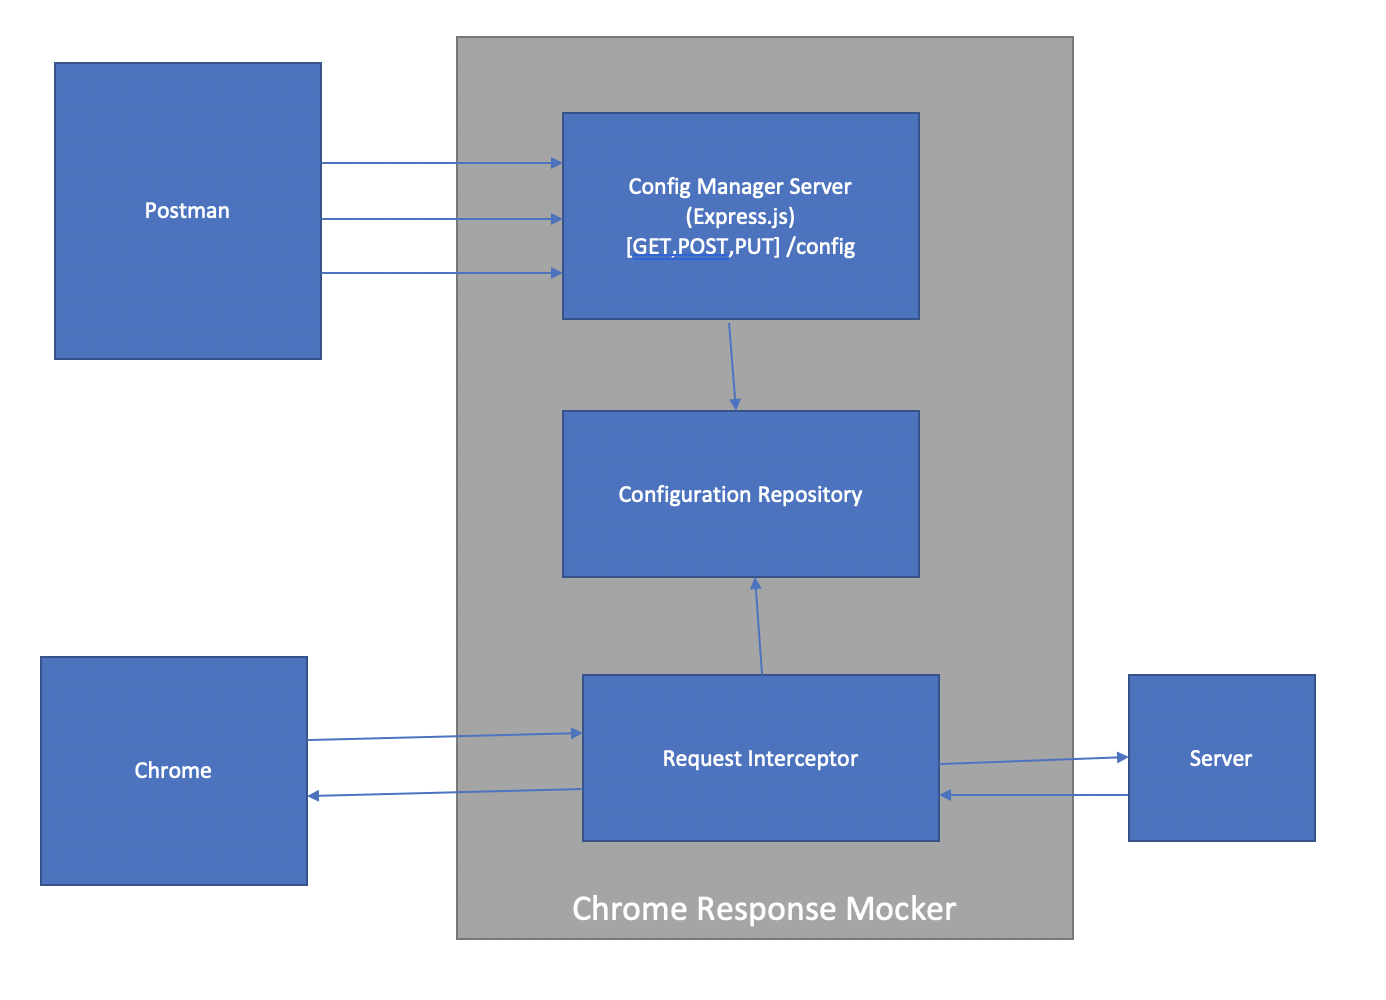 Postman
Config Manager Server
(Express.js)
[GET.POST,PUT] /config
Configuration Repository
Chrome
Request Interceptor
Server
Chrome Response Mocker